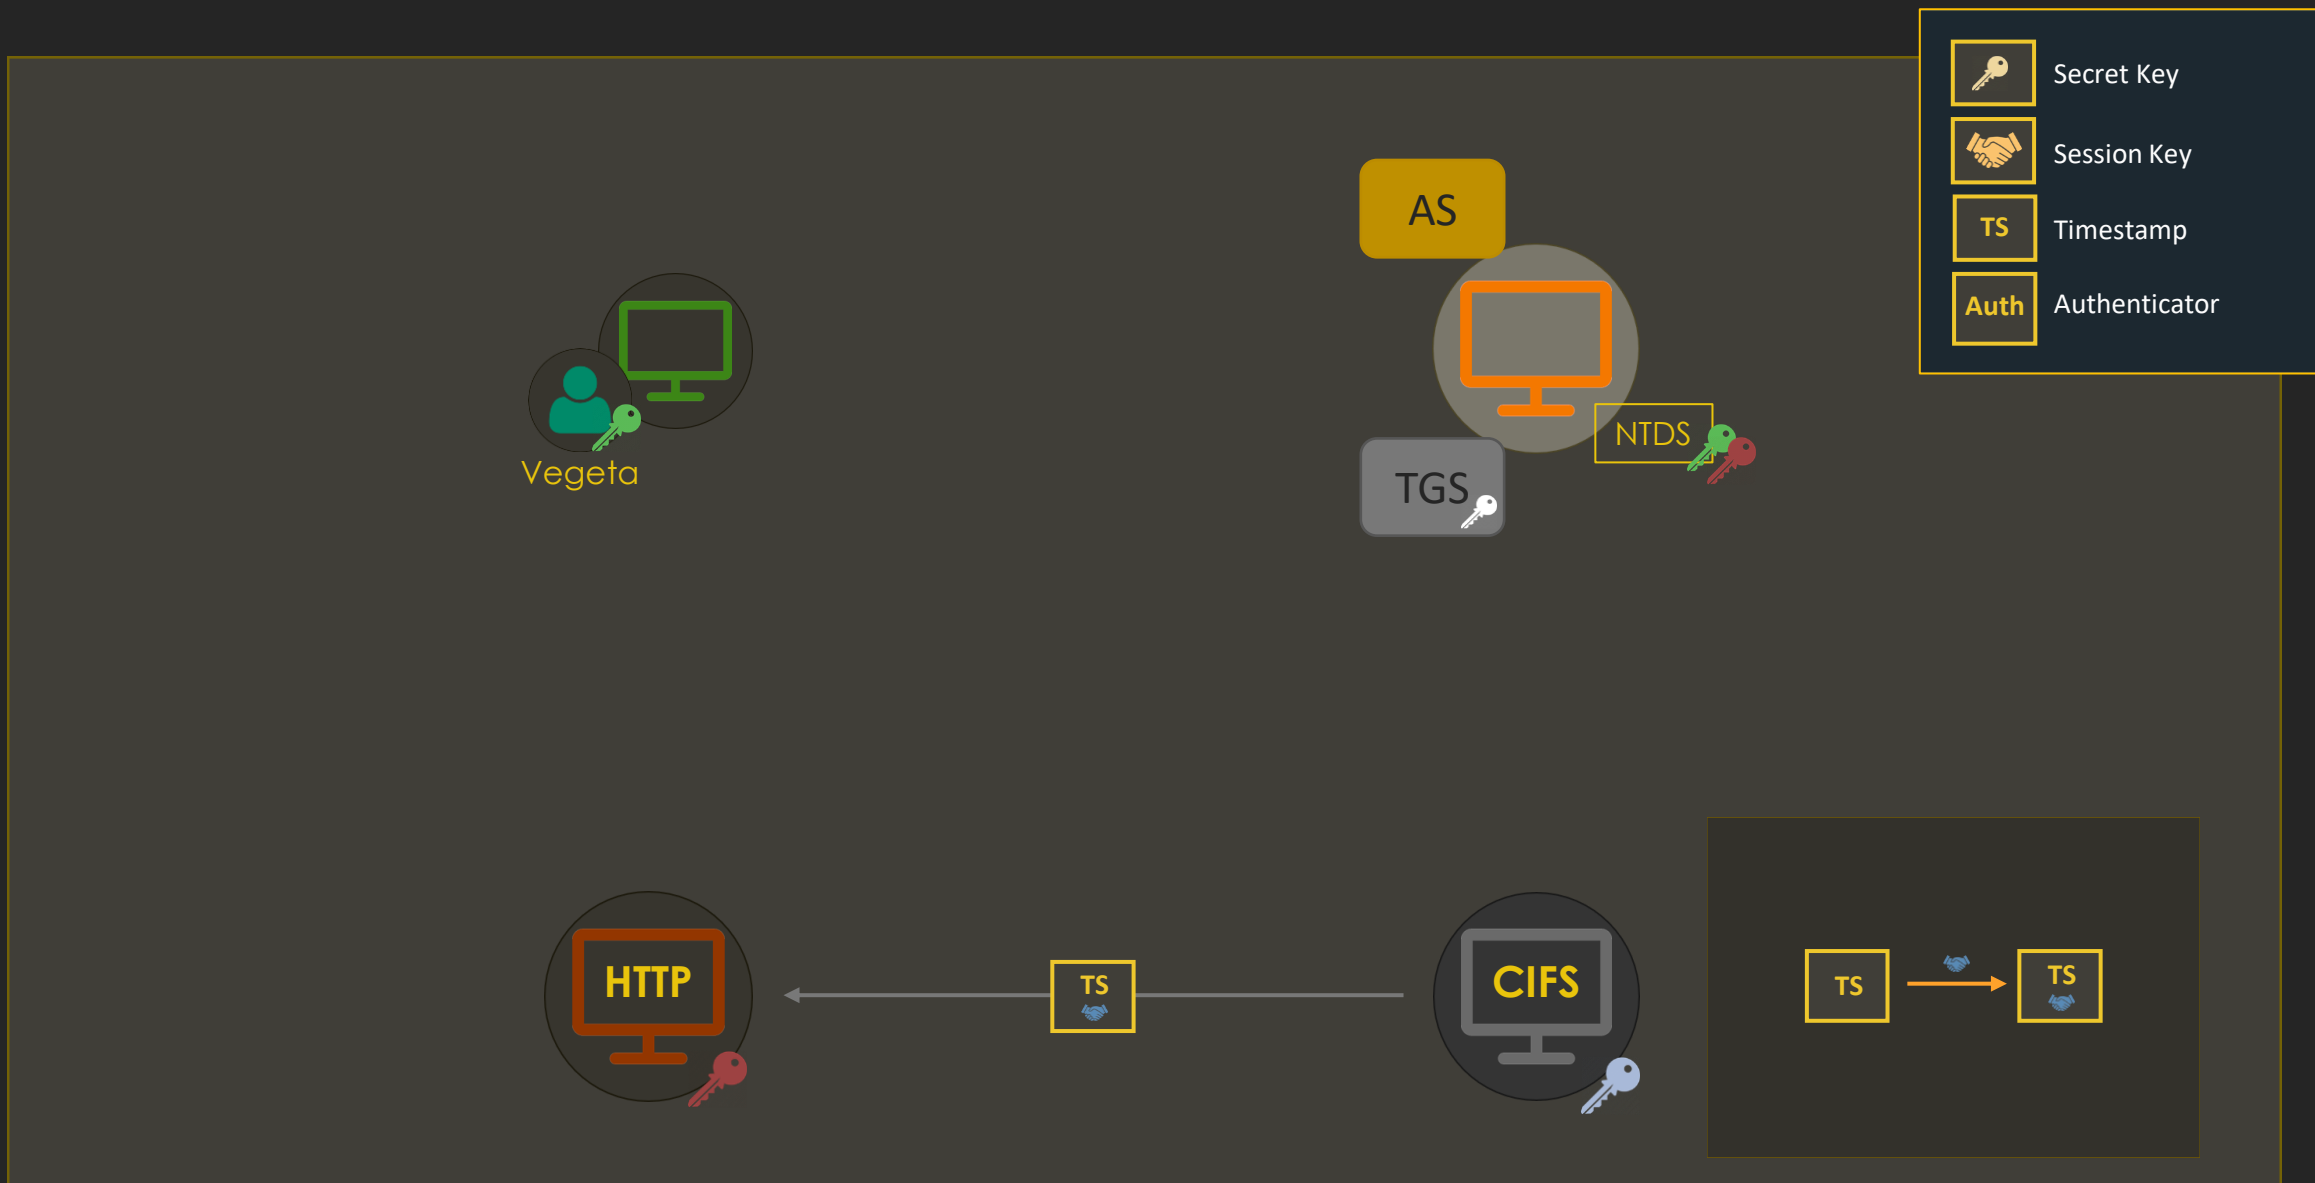 Secret Key
Session Key
TS Timestamp
Auth Authenticator
AS
NTDS
Vegeta
TGS
HTTP
TS
CIFS
TS
TS